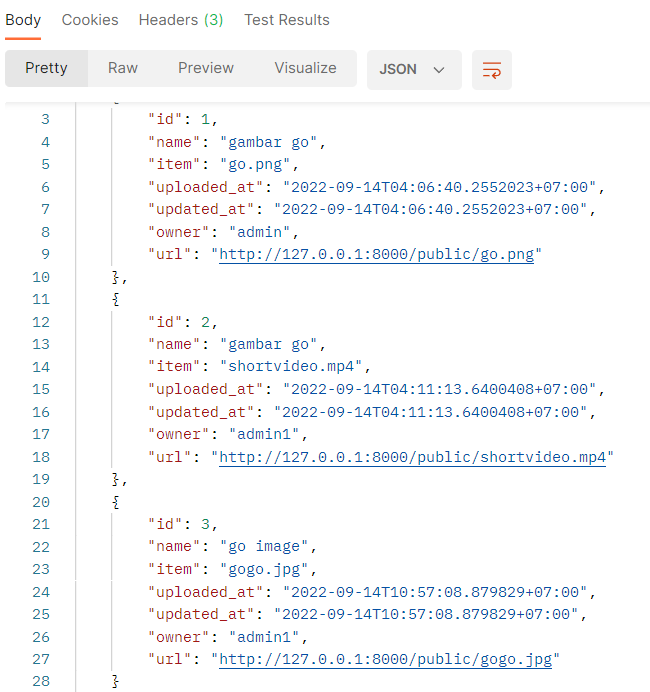 Body Cookies Headers (3) Test Results
Pretty Raw Preview Visualize JSON
3 "id": 1,
4 "name": "gambar go",
5 "item": "go.png",
6 "uploaded_at": "2022-09-14T04:06:40.2552023+07:00",
7 "updated_at": "2022-09-14T04:06:40.2552023+07:00",
8 "owner": "admin",
9 "url": "http://127.0.0.1:8000/public/go.png"
10 },
11 {
12 "id": 2,
13 "name": "gambar go",
14 "item": "shortvideo.mp4",
15 "uploaded_at": "2022-09-14T04:11:13.6400408+07:00",
16 "updated_at": "2022-09-14T04:11:13.6400408+07:00",
17 "owner": "admin1",
18 "url": "http://127.0.0.1:8000/public/shortvideo.mp4"
19 },
20 {
21 "id": 3,
22 "name": "go image",
23 "item": "gogo.jpg",
24 "uploaded_at": "2022-09-14T10:57:08.879829+07:00",
25 "updated_at": "2022-09-14T10:57:08.879829+07:00",
26 "owner": "admin1",
27 "url": "http://127.0.0.1:8000/public/gogo.jpg"
28 }